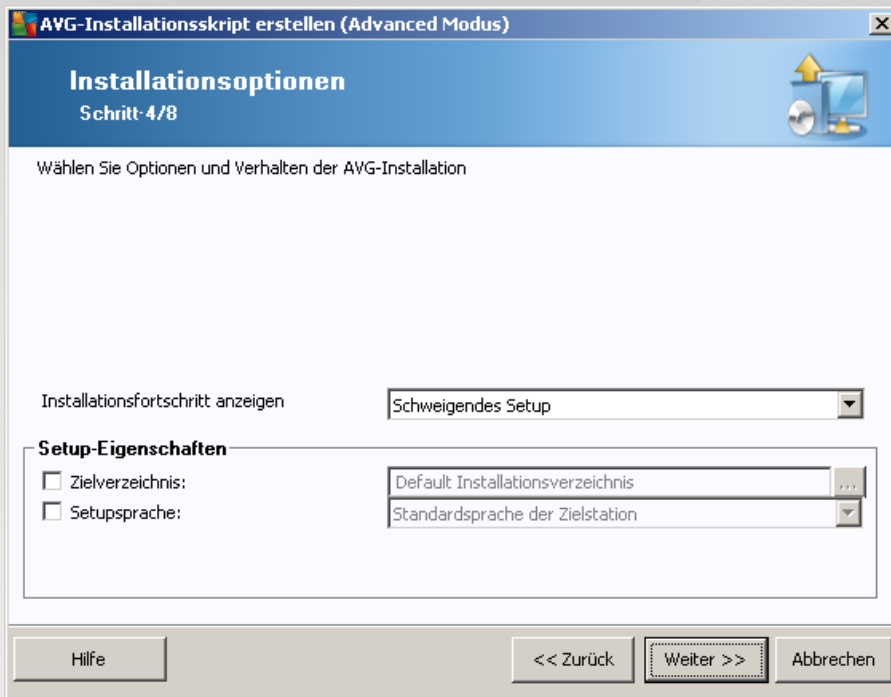 AVG-Installationsskript erstellen (Advanced Modus)
Installationsoptionen
Schritt-4/8
Wählen Sie Optionen und Verhalten der AVG-Installation
Installationsfortschritt anzeigen
Schweigendes Setup
Setup-Eigenschaften
Zielverzeichnis:
Default Installationsverzeichnis
...
Setupsprache:
Standardsprache der Zielstation
Hilfe
<< Zurück
Weiter >>
Abbrechen